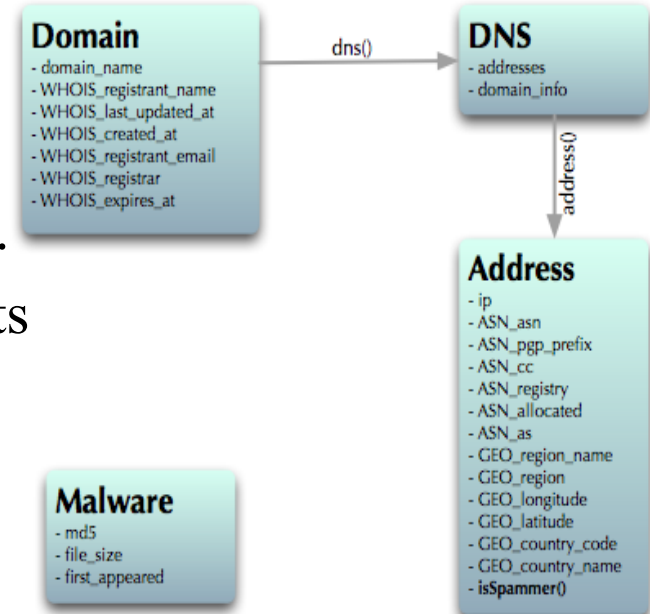 Domain
- domain_name
- WHOIS_registrant_name
- WHOIS_last_updated_at
- WHOIS_created_at
- WHOIS_registrant_email
- WHOIS_registrar
- WHOIS_expires_at
dns()
DNS
- addresses
- domain_info
address()
.
ts
Address
- ip
- ASN_asn
- ASN_pgp_prefix
- ASN_cc
- ASN_registry
- ASN_allocated
- ASN_as
- GEO_region_name
- GEO_region
- GEO_longitude
- GEO_latitude
- GEO_country_code
- GEO_country_name
- isSpammer()
Malware
- md5
- file_size
- first_appeared